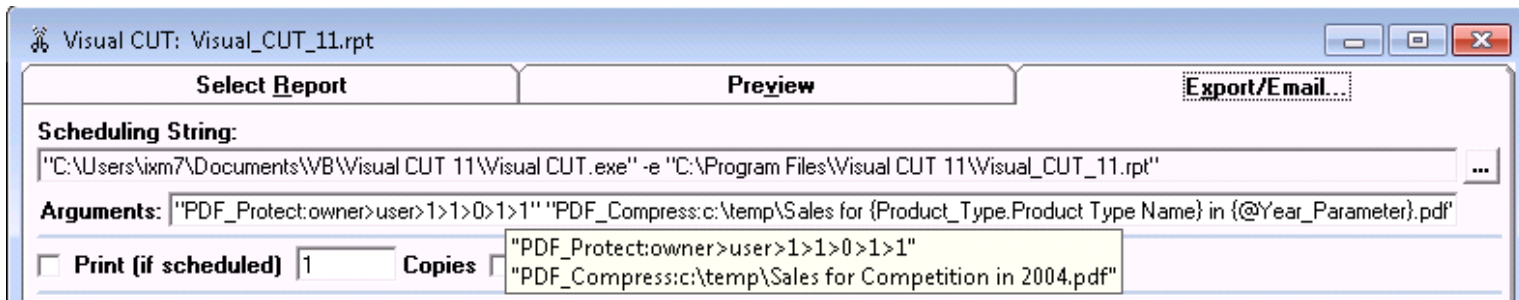 Visual CUT: Visual_CUT_11.rpt
Select Report Preview Export/Email...
Scheduling String:
"C:\Users\ixm7\Documents\VB\Visual CUT 11\Visual CUT.exe" -e "C:\Program Files\Visual CUT 11\Visual_CUT_11.rpt" ...
Arguments: "PDF_Protect:owner>user>1>1>0>1>1" "PDF_Compress:c:\temp\Sales for {Product_Type.Product Type Name} in {@Year_Parameter}.pdf"
Print (if scheduled) 1 Copies
"PDF_Protect:owner>user>1>1>0>1>1"
"PDF_Compress:c:\temp\Sales for Competition in 2004.pdf"